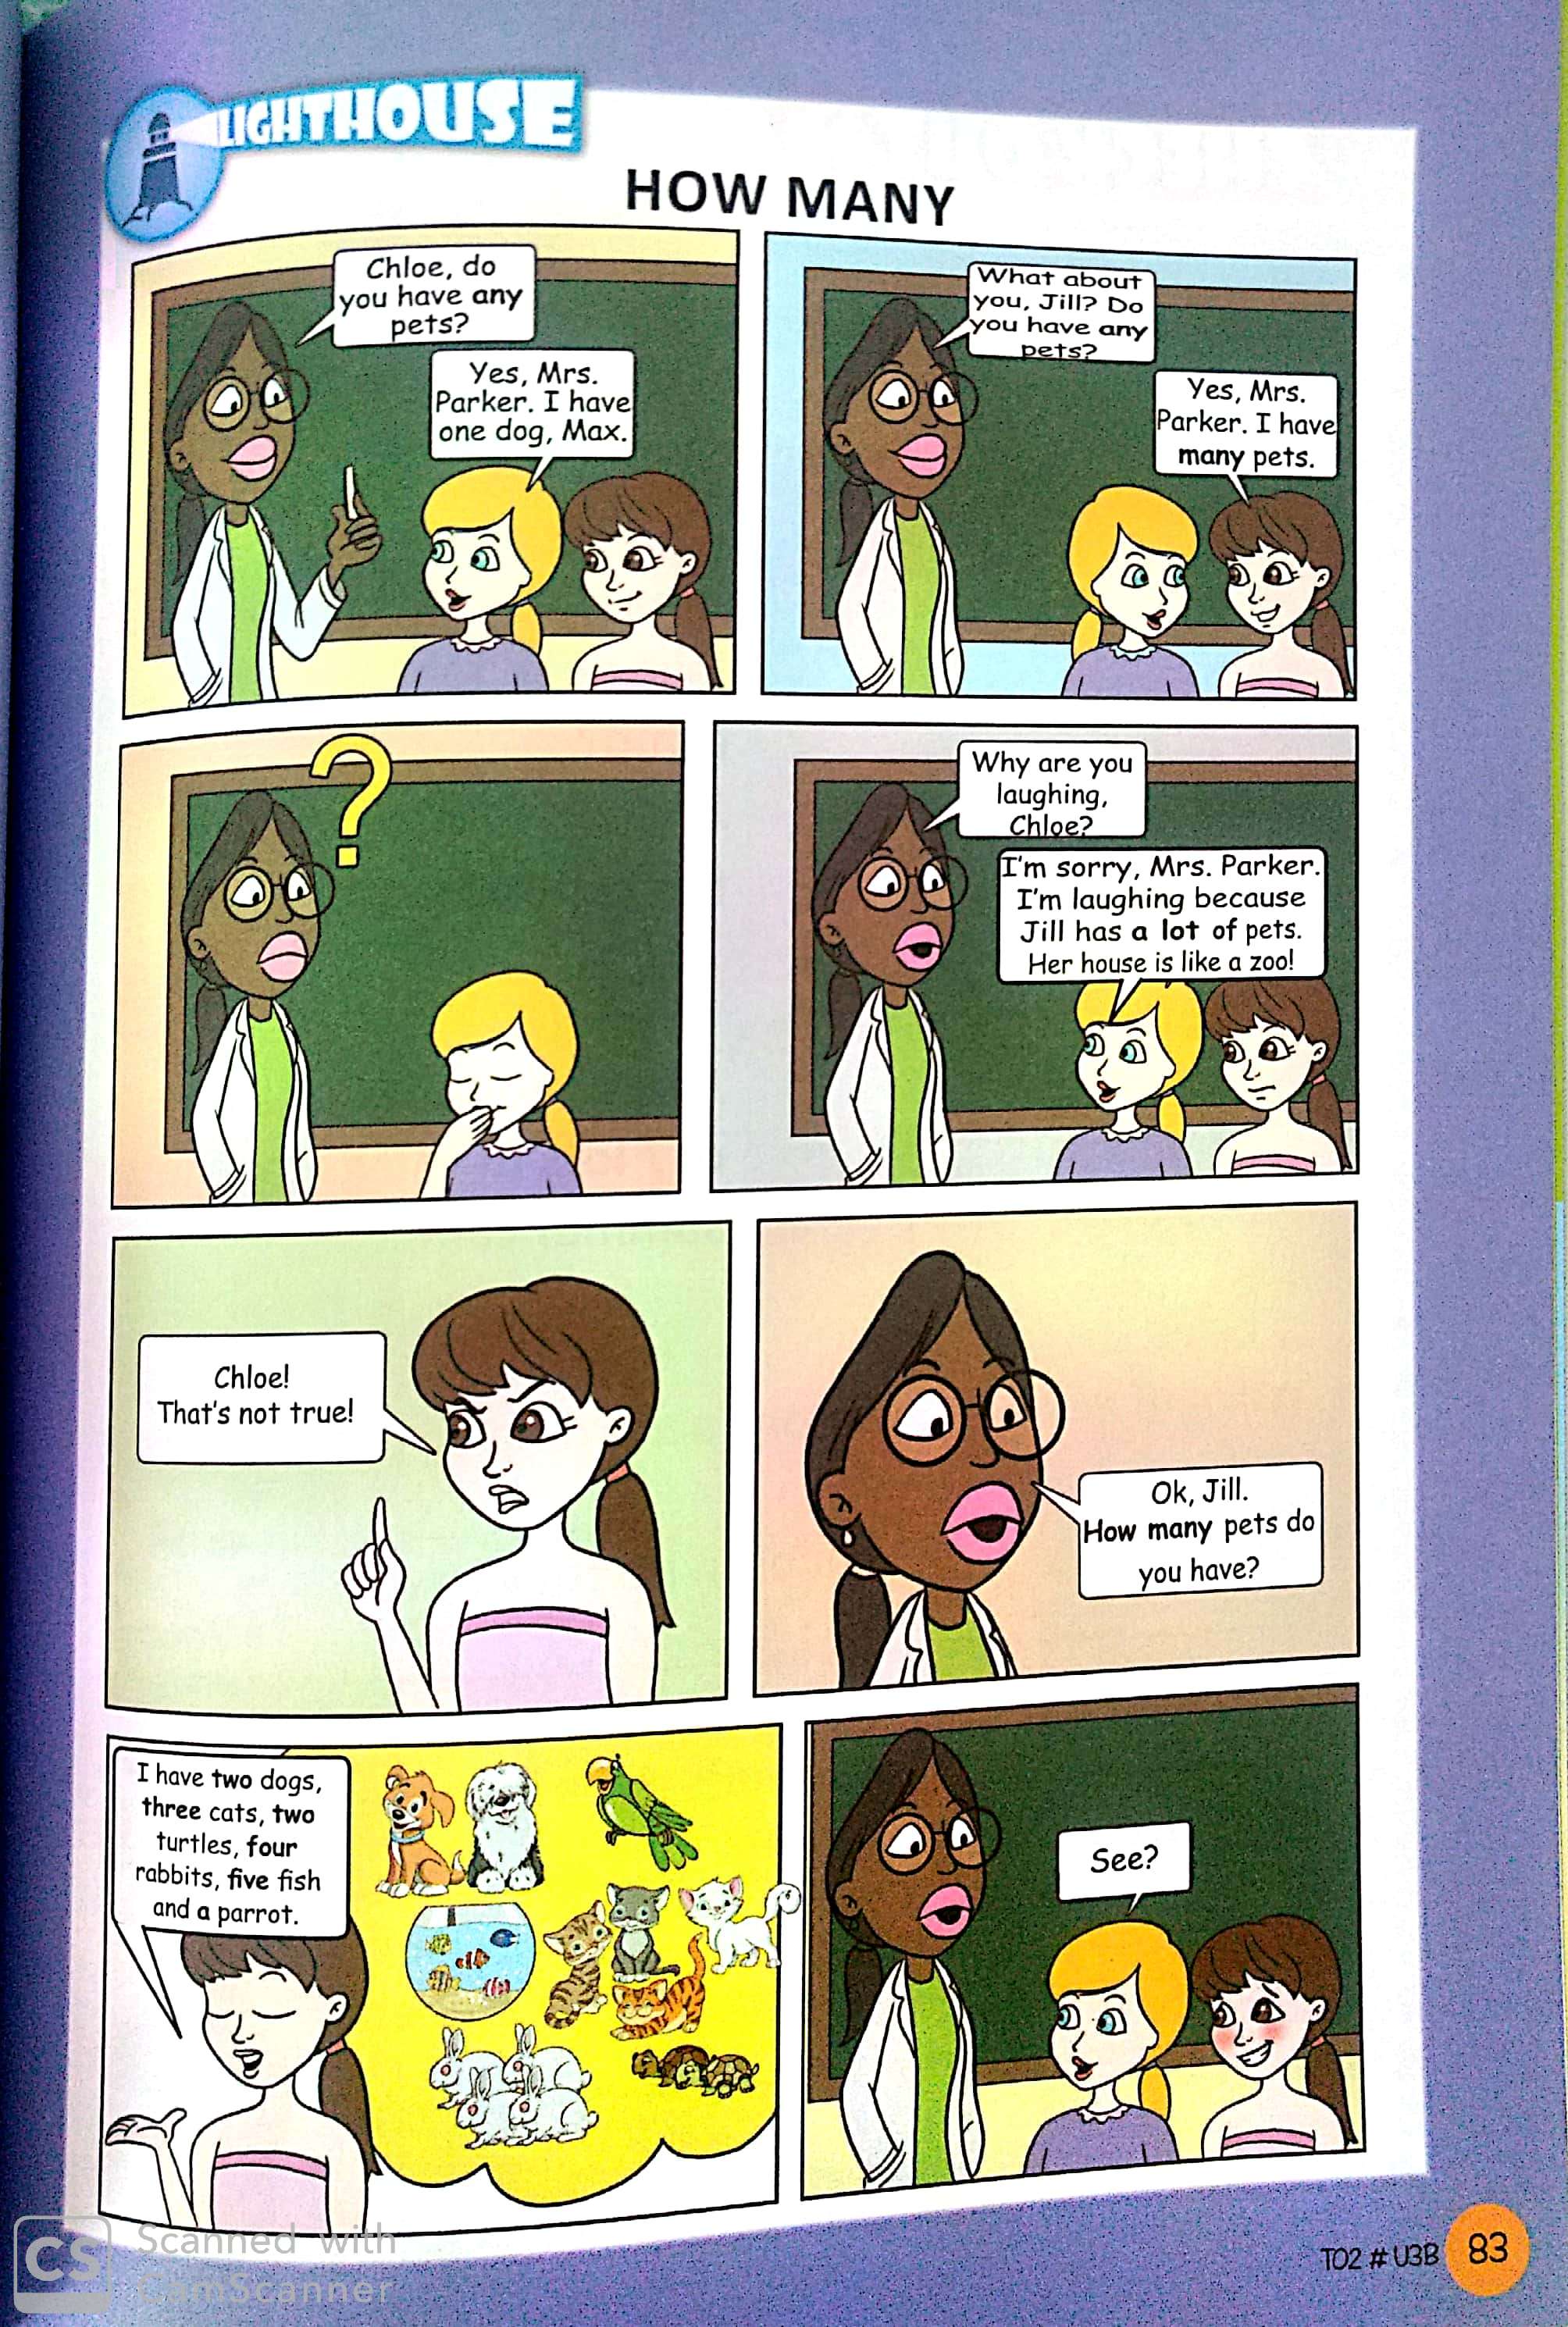 LIGHTHOUSE
HOW MANY
Chloe, do
you have any
pets?
Yes, Mrs.
Parker. I have
one dog, Max.
What about
you, Jill? Do
you have any
pets?
Yes, Mrs.
Parker. I have
many pets.
?
Why are you
laughing,
Chloe?
I'm sorry, Mrs. Parker.
I'm laughing because
Jill has a lot of pets.
Her house is like a zoo!
Chloe!
That's not true!
Ok, Jill.
How many pets do
you have?
I have two dogs,
three cats, two
turtles, four
rabbits, five fish
and a parrot.
See?
TO2 # U3B 83
CS Scanned with
CamScanner